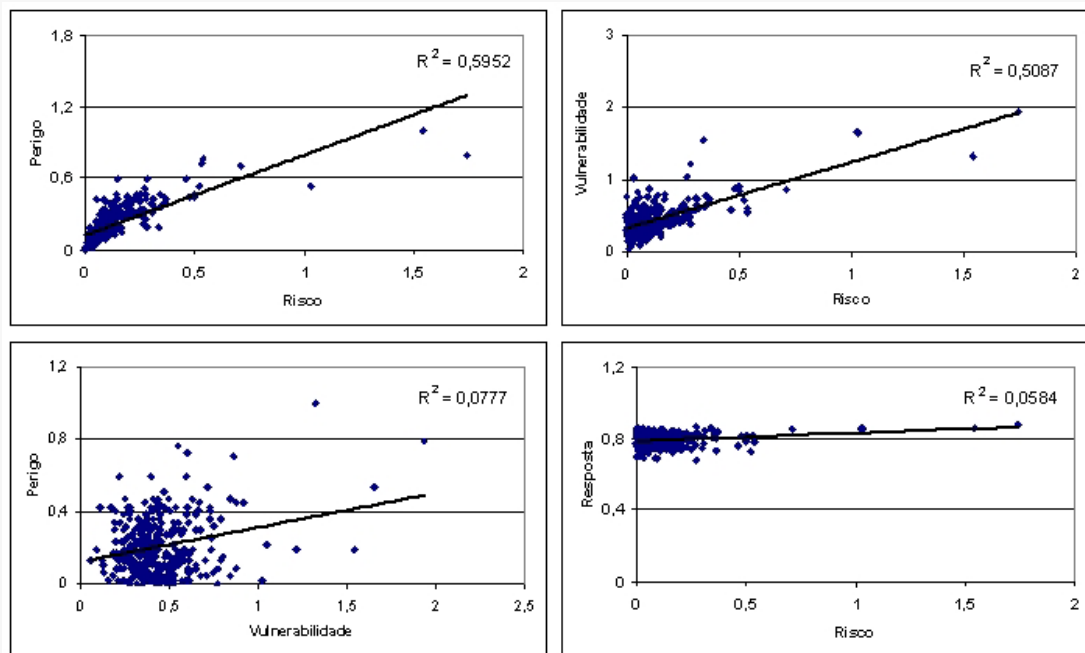 1,8
R² = 0,5952
1,2
Perigo
0,6
0
0 0,5 1 1,5 2
Risco
3
R² = 0,5087
2
Vulnerabilidade
1
0
0 0,5 1 1,5 2
Risco
1,2
R² = 0,0777
0,8
Perigo
0,4
0
0 0,5 1 1,5 2 2,5
Vulnerabilidade
1,2
R² = 0,0584
0,8
Resposta
0,4
0
0 0,5 1 1,5 2
Risco